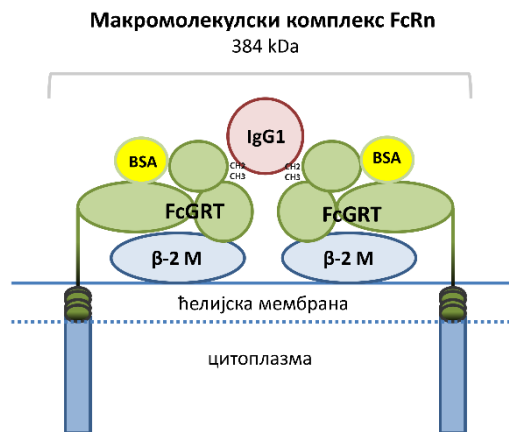 Макромолекулски комплекс FcRn
384 kDa
IgG1
BSA
BSA
CH2
CH3
CH2
CH3
FcGRT
FcGRT
β-2 M
β-2 M
ћелијска мембрана
цитоплазма